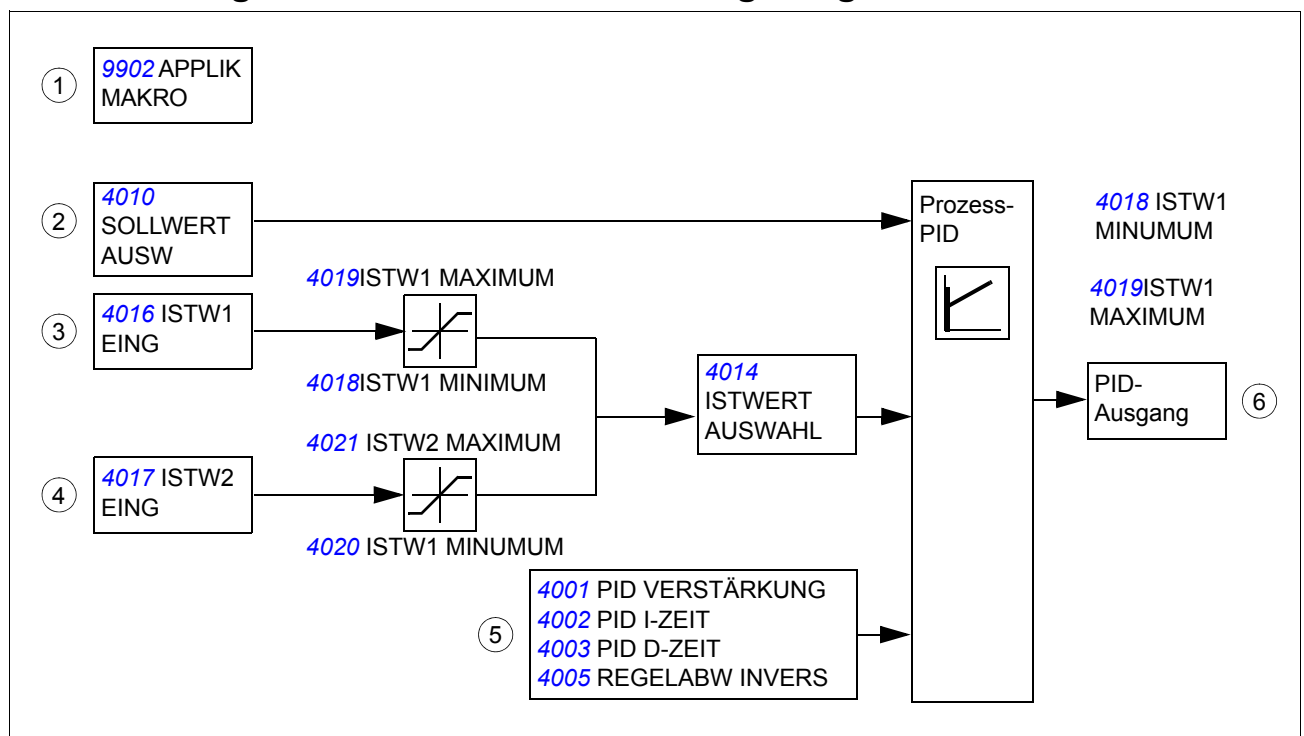 1
9902 APPLIK
MAKRO
2
4010
SOLLWERT
AUSW
3
4016 ISTW1
EING
4019ISTW1 MAXIMUM
4018ISTW1 MINIMUM
4
4017 ISTW2
EING
4021 ISTW2 MAXIMUM
4020 ISTW1 MINUMUM
4014
ISTWERT
AUSWAHL
5
4001 PID VERSTÄRKUNG
4002 PID I-ZEIT
4003 PID D-ZEIT
4005 REGELABW INVERS
Prozess-
PID
4018 ISTW1
MINUMUM
4019ISTW1
MAXIMUM
PID-
Ausgang
6